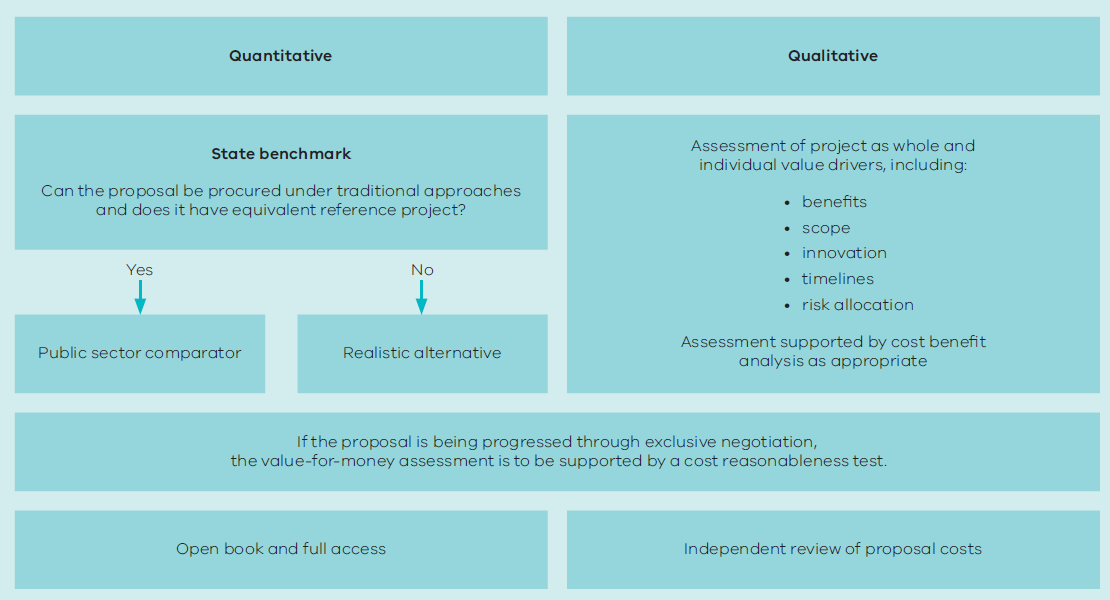 Quantitative
Qualitative
State benchmark
Can the proposal be procured under traditional approaches
and does it have equivalent reference project?
Yes
No
Public sector comparator
Realistic alternative
Assessment of project as whole and
individual value drivers, including:
• benefits
• scope
• innovation
• timelines
• risk allocation
Assessment supported by cost benefit
analysis as appropriate
If the proposal is being progressed through exclusive negotiation,
the value-for-money assessment is to be supported by a cost reasonableness test.
Open book and full access
Independent review of proposal costs